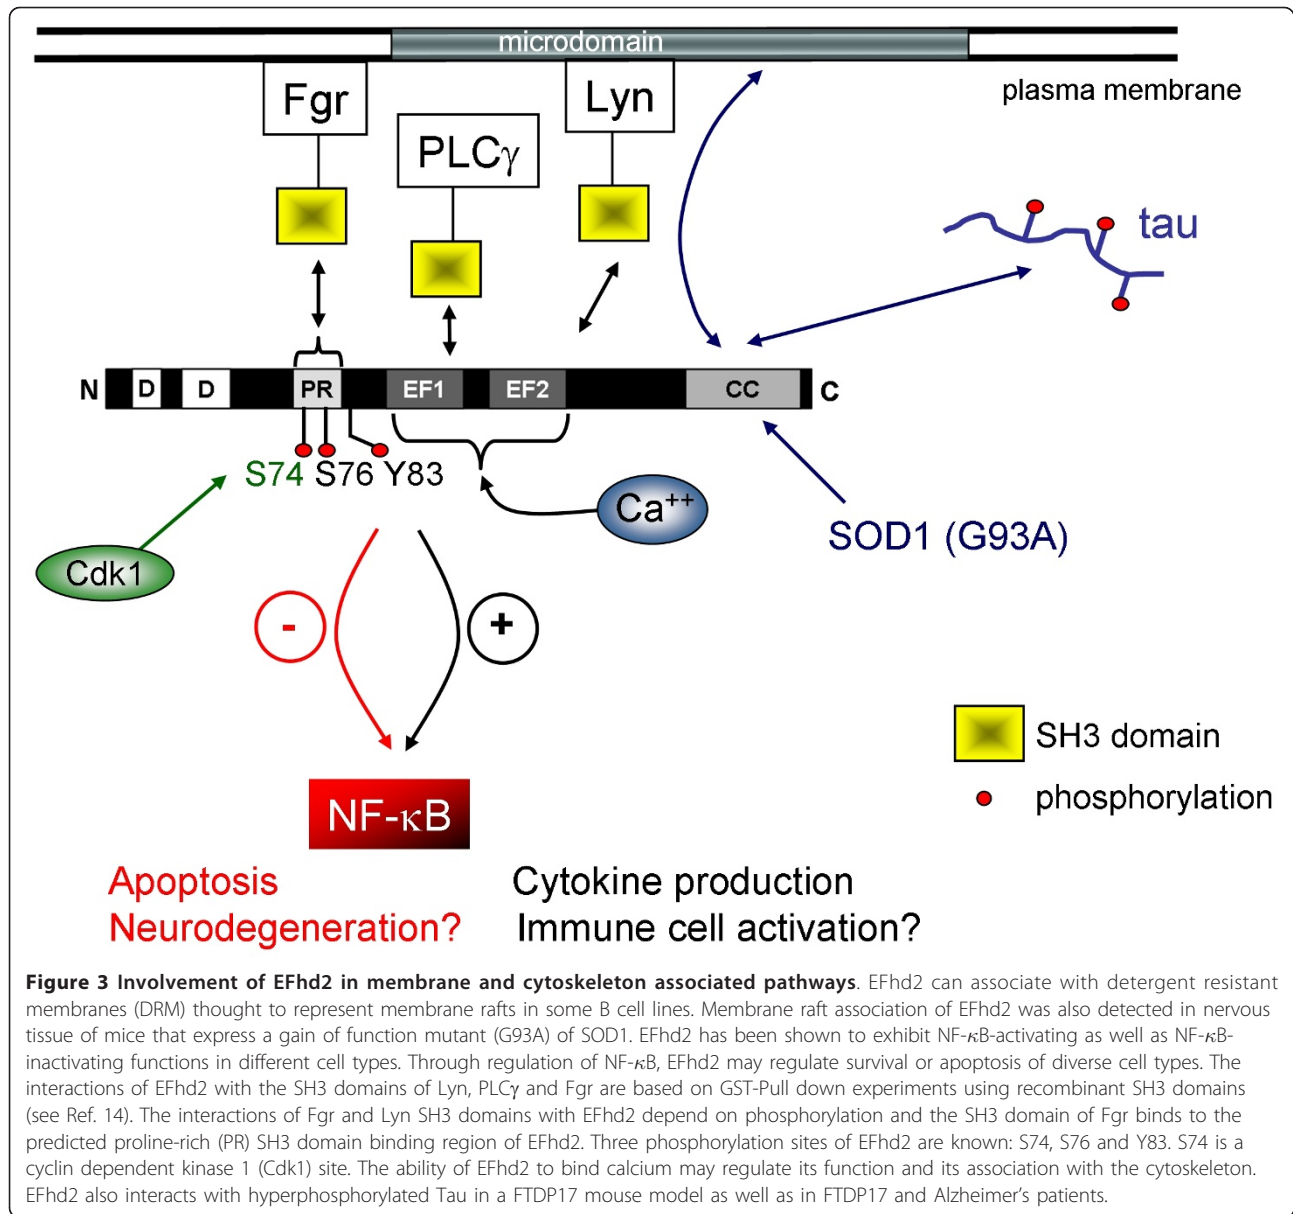 microdomain
plasma membrane
Fgr
Lyn
PLCγ
tau
N D D PR EF1 EF2 CC C
S74 S76 Y83
Ca++
SOD1 (G93A)
Cdk1
- +
SH3 domain
phosphorylation
NF-κB
Apoptosis Cytokine production
Neurodegeneration? Immune cell activation?
Figure 3 Involvement of EFhd2 in membrane and cytoskeleton associated pathways. EFhd2 can associate with detergent resistant
membranes (DRM) thought to represent membrane rafts in some B cell lines. Membrane raft association of EFhd2 was also detected in nervous
tissue of mice that express a gain of function mutant (G93A) of SOD1. EFhd2 has been shown to exhibit NF-κB-activating as well as NF-κB-
inactivating functions in different cell types. Through regulation of NF-κB, EFhd2 may regulate survival or apoptosis of diverse cell types. The
interactions of EFhd2 with the SH3 domains of Lyn, PLCγ and Fgr are based on GST-Pull down experiments using recombinant SH3 domains
(see Ref. 14). The interactions of Fgr and Lyn SH3 domains with EFhd2 depend on phosphorylation and the SH3 domain of Fgr binds to the
predicted proline-rich (PR) SH3 domain binding region of EFhd2. Three phosphorylation sites of EFhd2 are known: S74, S76 and Y83. S74 is a
cyclin dependent kinase 1 (Cdk1) site. The ability of EFhd2 to bind calcium may regulate its function and its association with the cytoskeleton.
EFhd2 also interacts with hyperphosphorylated Tau in a FTDP17 mouse model as well as in FTDP17 and Alzheimer's patients.